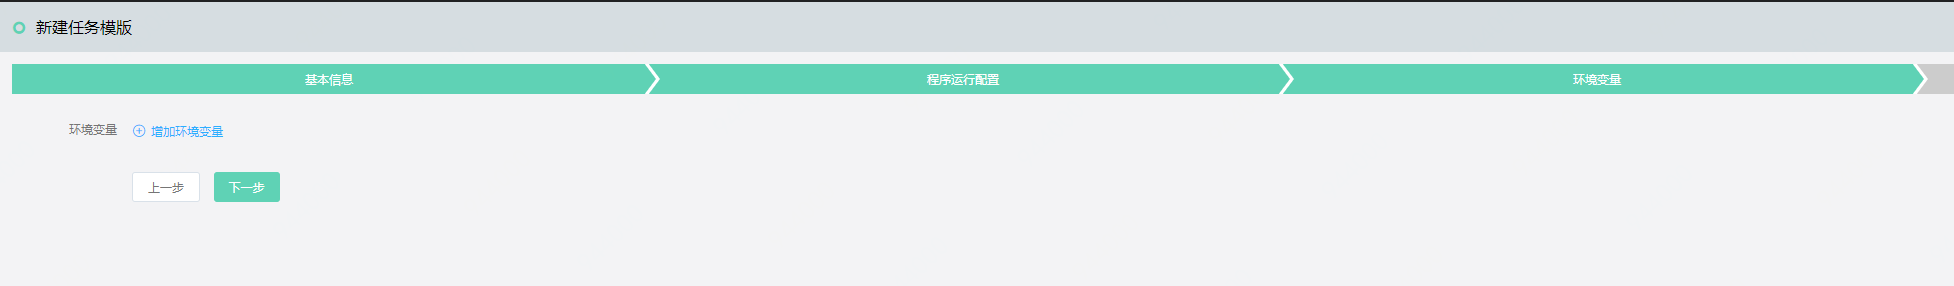 新建任务模版
基本信息
程序运行配置
环境变量
环境变量 增加环境变量
上一步 下一步